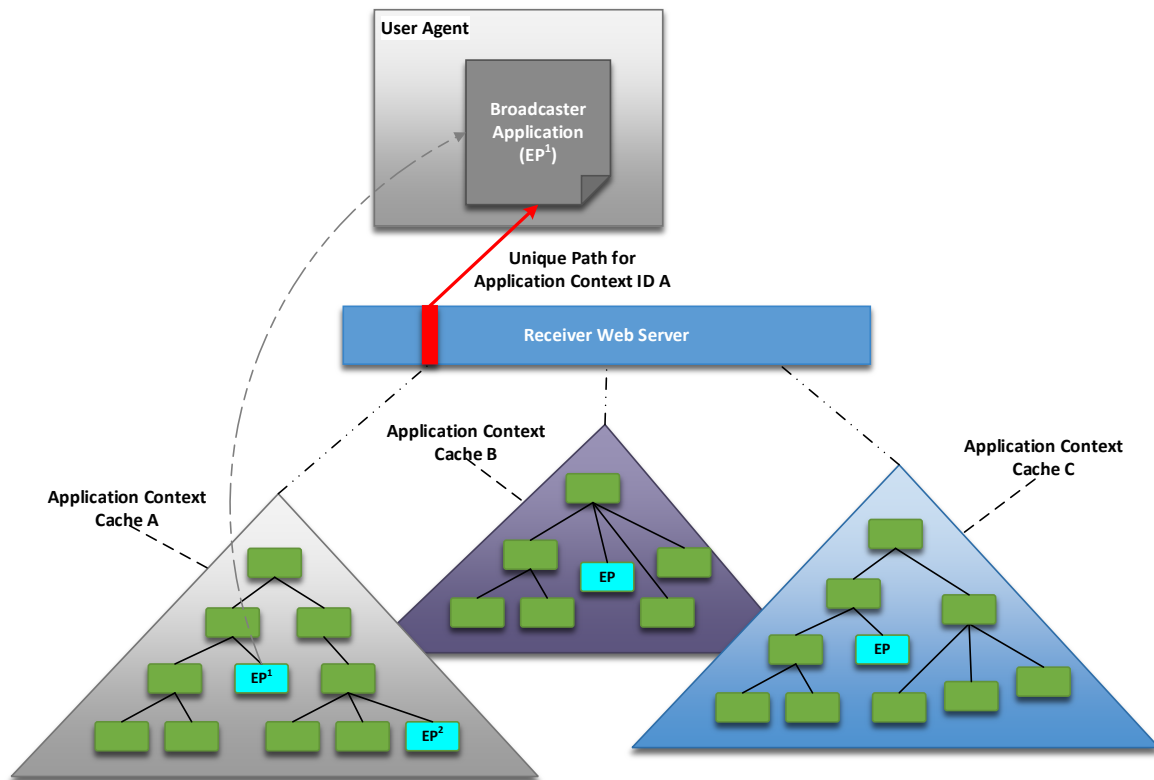 User Agent
Broadcaster
Application
(EP¹)
Unique Path for
Application Context ID A
Receiver Web Server
Application Context
Cache B
Application Context
Cache C
Application Context
Cache A
EP
EP
EP¹
EP²